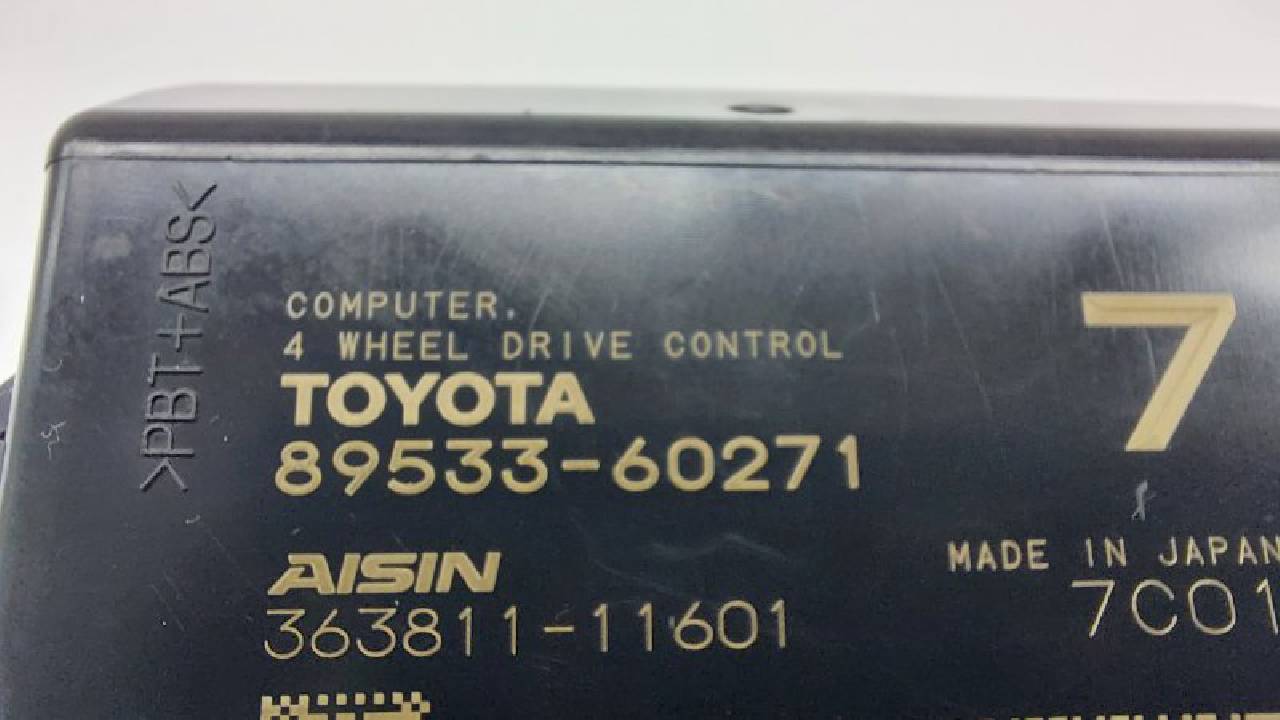 >PBT+ABS<
COMPUTER.
4 WHEEL DRIVE CONTROL
TOYOTA
89533-60271
7
AISIN
363811-11601
MADE IN JAPAN
7C01